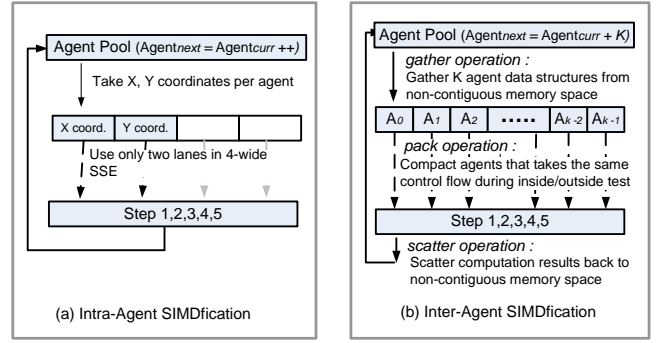 Agent Pool (Agentnext = Agentcurr ++)
Take X, Y coordinates per agent
X coord. Y coord.
Use only two lanes in 4-wide
SSE
Step 1,2,3,4,5
(a) Intra-Agent SIMDfication
Agent Pool (Agentnext = Agentcurr + K)
gather operation :
Gather K agent data structures from
non-contiguous memory space
A0 A1 A2 ..... Ak-2 Ak-1
pack operation :
Compact agents that takes the same
control flow during inside/outside test
Step 1,2,3,4,5
scatter operation :
Scatter computation results back to
non-contiguous memory space
(b) Inter-Agent SIMDfication